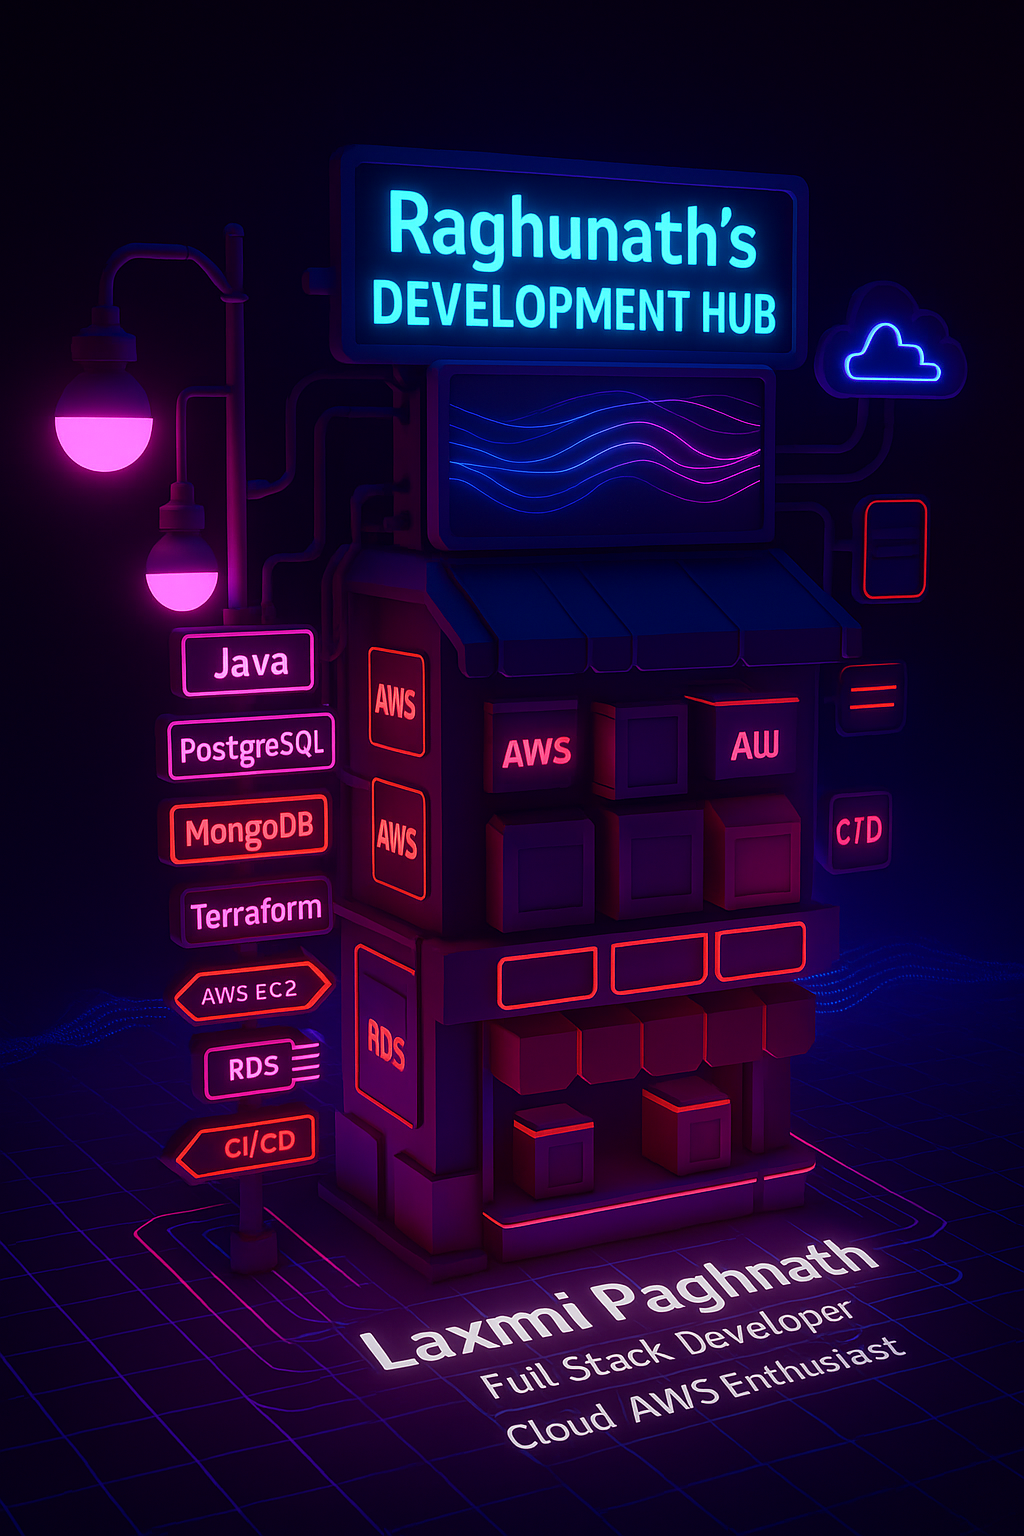 Raghunath's
DEVELOPMENT HUB
Java
PostgreSQL
MongoDB
Terraform
AWS EC2
RDS
CI/CD
AWS
AWS
RDS
AWS
AW
CTD
Laxmi Paghnath
Fuil Stack Developer
Cloud AWS Enthusiast